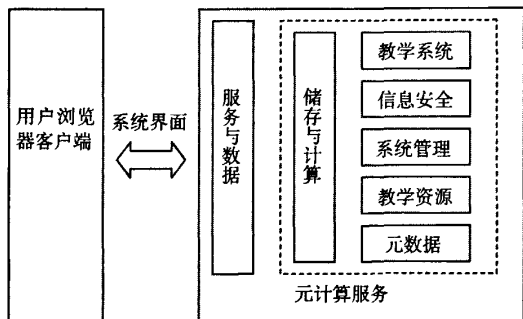 用户浏览
器客户端
系统界面
服务与数据
储存与计算
教学系统
信息安全
系统管理
教学资源
元数据
元计算服务